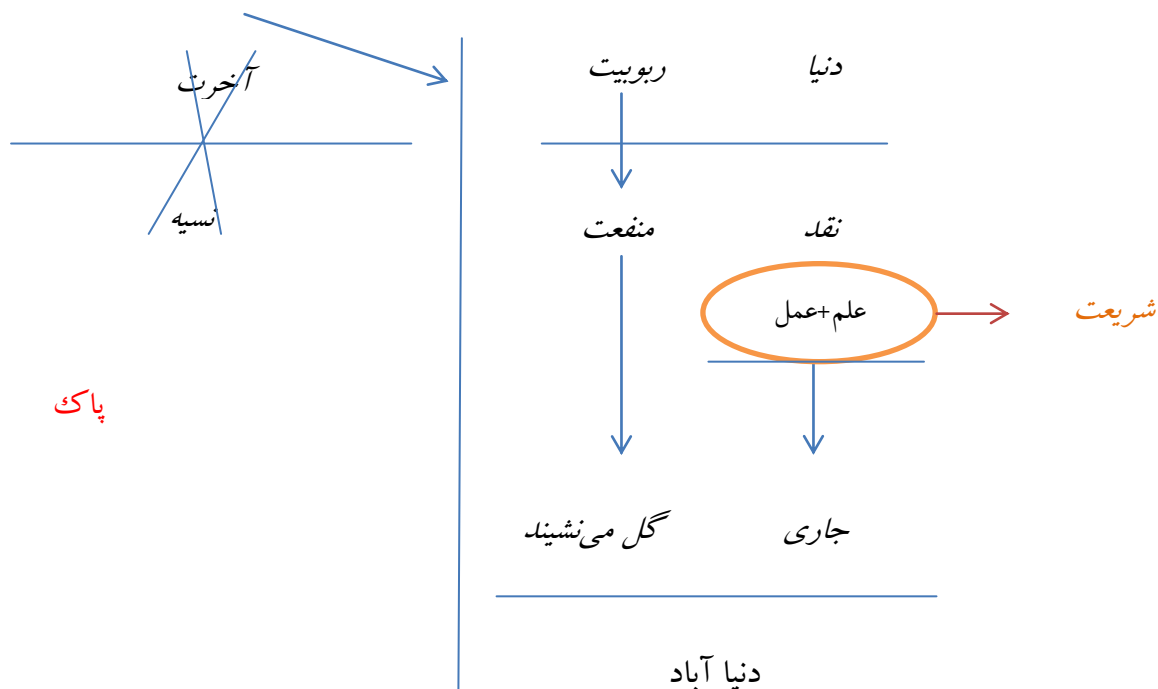 دنیا ربوبیت آخرت
نقد منفعت نسیه
علم+عمل شریعت
پاک
جاری گل می‌نشیند
دنیا آباد